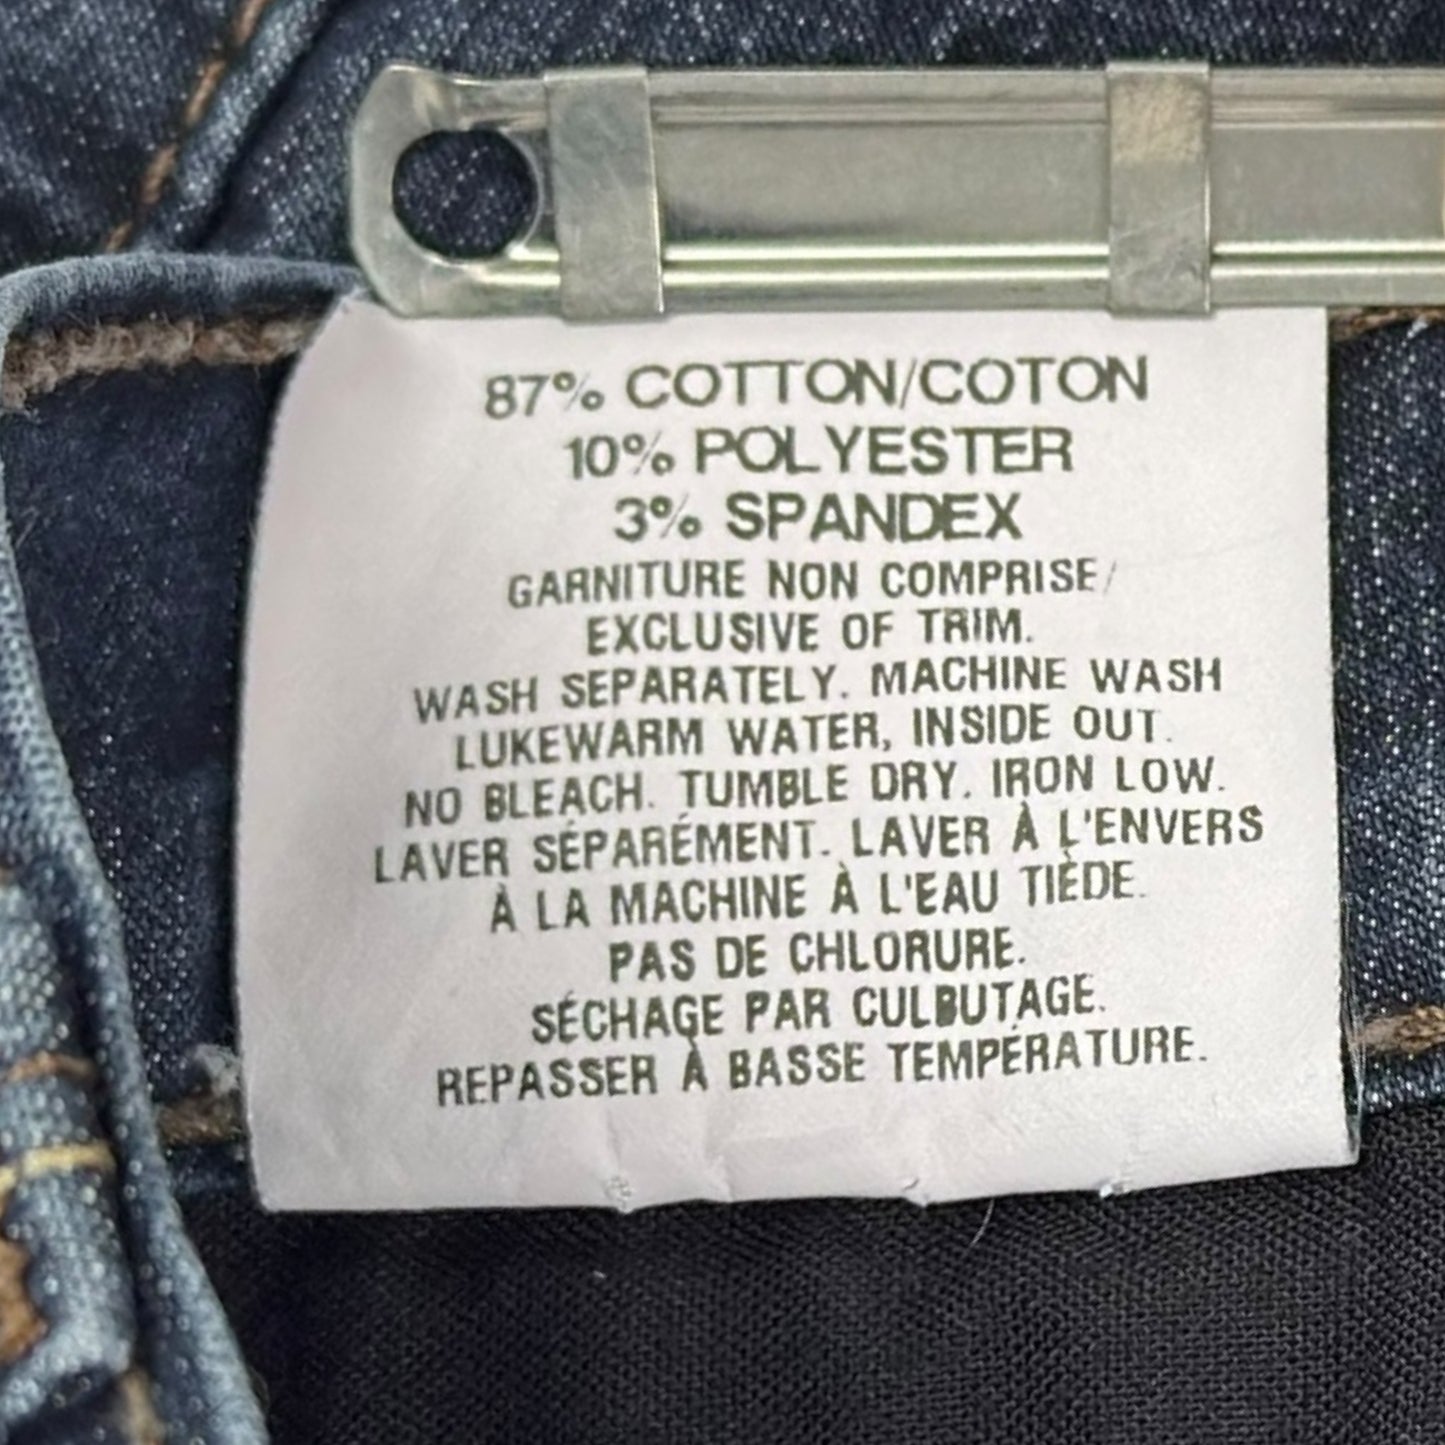 87% COTTON/COTON
10% POLYESTER
3% SPANDEX
GARNITURE NON COMPRISE/
EXCLUSIVE OF TRIM.
WASH SEPARATELY. MACHINE WASH
LUKEWARM WATER, INSIDE OUT.
NO BLEACH. TUMBLE DRY. IRON LOW.
LAVER SÉPARÉMENT. LAVER À L'ENVERS
À LA MACHINE À L'EAU TIÈDE.
PAS DE CHLORURE.
SÉCHAGE PAR CULBUTAGE.
REPASSER À BASSE TEMPÉRATURE.